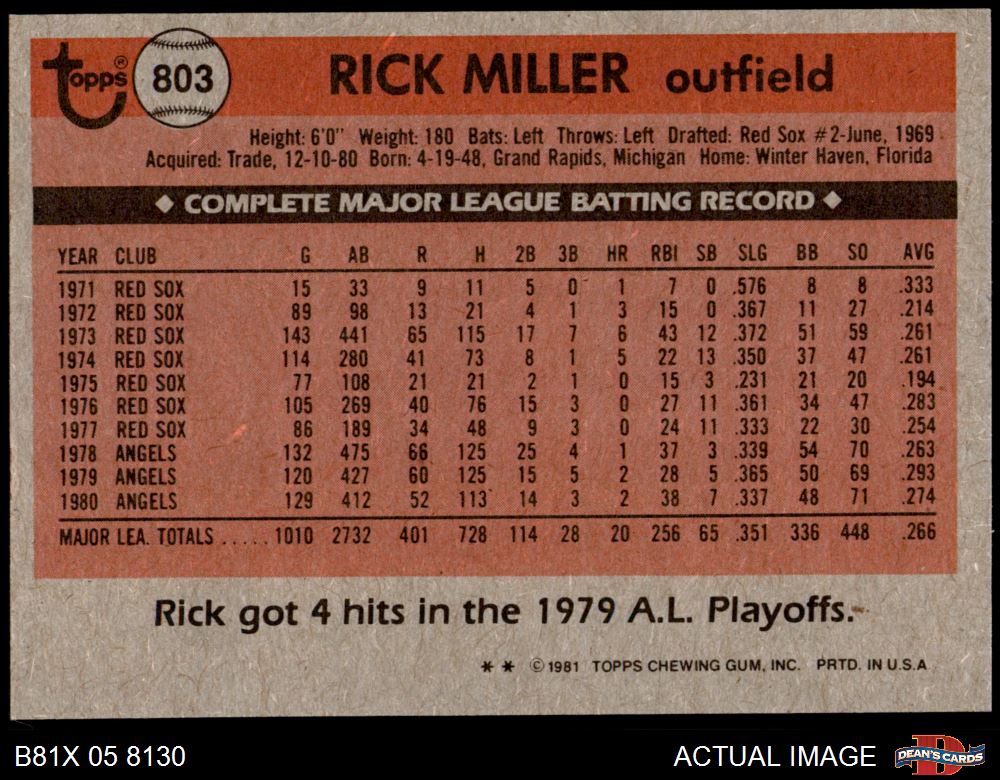 Topps® 803 RICK MILLER outfield
Height: 6'0" Weight: 180 Bats: Left Throws: Left Drafted: Red Sox #2-June, 1969
Acquired: Trade, 12-10-80 Born: 4-19-48, Grand Rapids, Michigan Home: Winter Haven, Florida
◆ COMPLETE MAJOR LEAGUE BATTING RECORD ◆
YEAR CLUB G AB R H 2B 3B HR RBI SB SLG BB SO AVG
1971 RED SOX 15 33 9 11 5 0 1 7 0 .576 8 8 .333
1972 RED SOX 89 98 13 21 4 1 3 15 0 .367 11 27 .214
1973 RED SOX 143 441 65 115 17 7 6 43 12 .372 51 59 .261
1974 RED SOX 114 280 41 73 8 1 5 22 13 .350 37 47 .261
1975 RED SOX 77 108 21 21 2 1 0 15 3 .231 21 20 .194
1976 RED SOX 105 269 40 76 15 3 0 27 11 .361 34 47 .283
1977 RED SOX 86 189 34 48 9 3 0 24 11 .333 22 30 .254
1978 ANGELS 132 475 66 125 25 4 1 37 3 .339 54 70 .263
1979 ANGELS 120 427 60 125 15 5 2 28 5 .365 50 69 .293
1980 ANGELS 129 412 52 113 14 3 2 38 7 .337 48 71 .274
MAJOR LEA. TOTALS ..... 1010 2732 401 728 114 28 20 256 65 .351 336 448 .266
Rick got 4 hits in the 1979 A.L. Playoffs.
** ©1981 TOPPS CHEWING GUM, INC. PRTD. IN U.S.A
B81X 05 8130 ACTUAL IMAGE DEAN'S CARDS